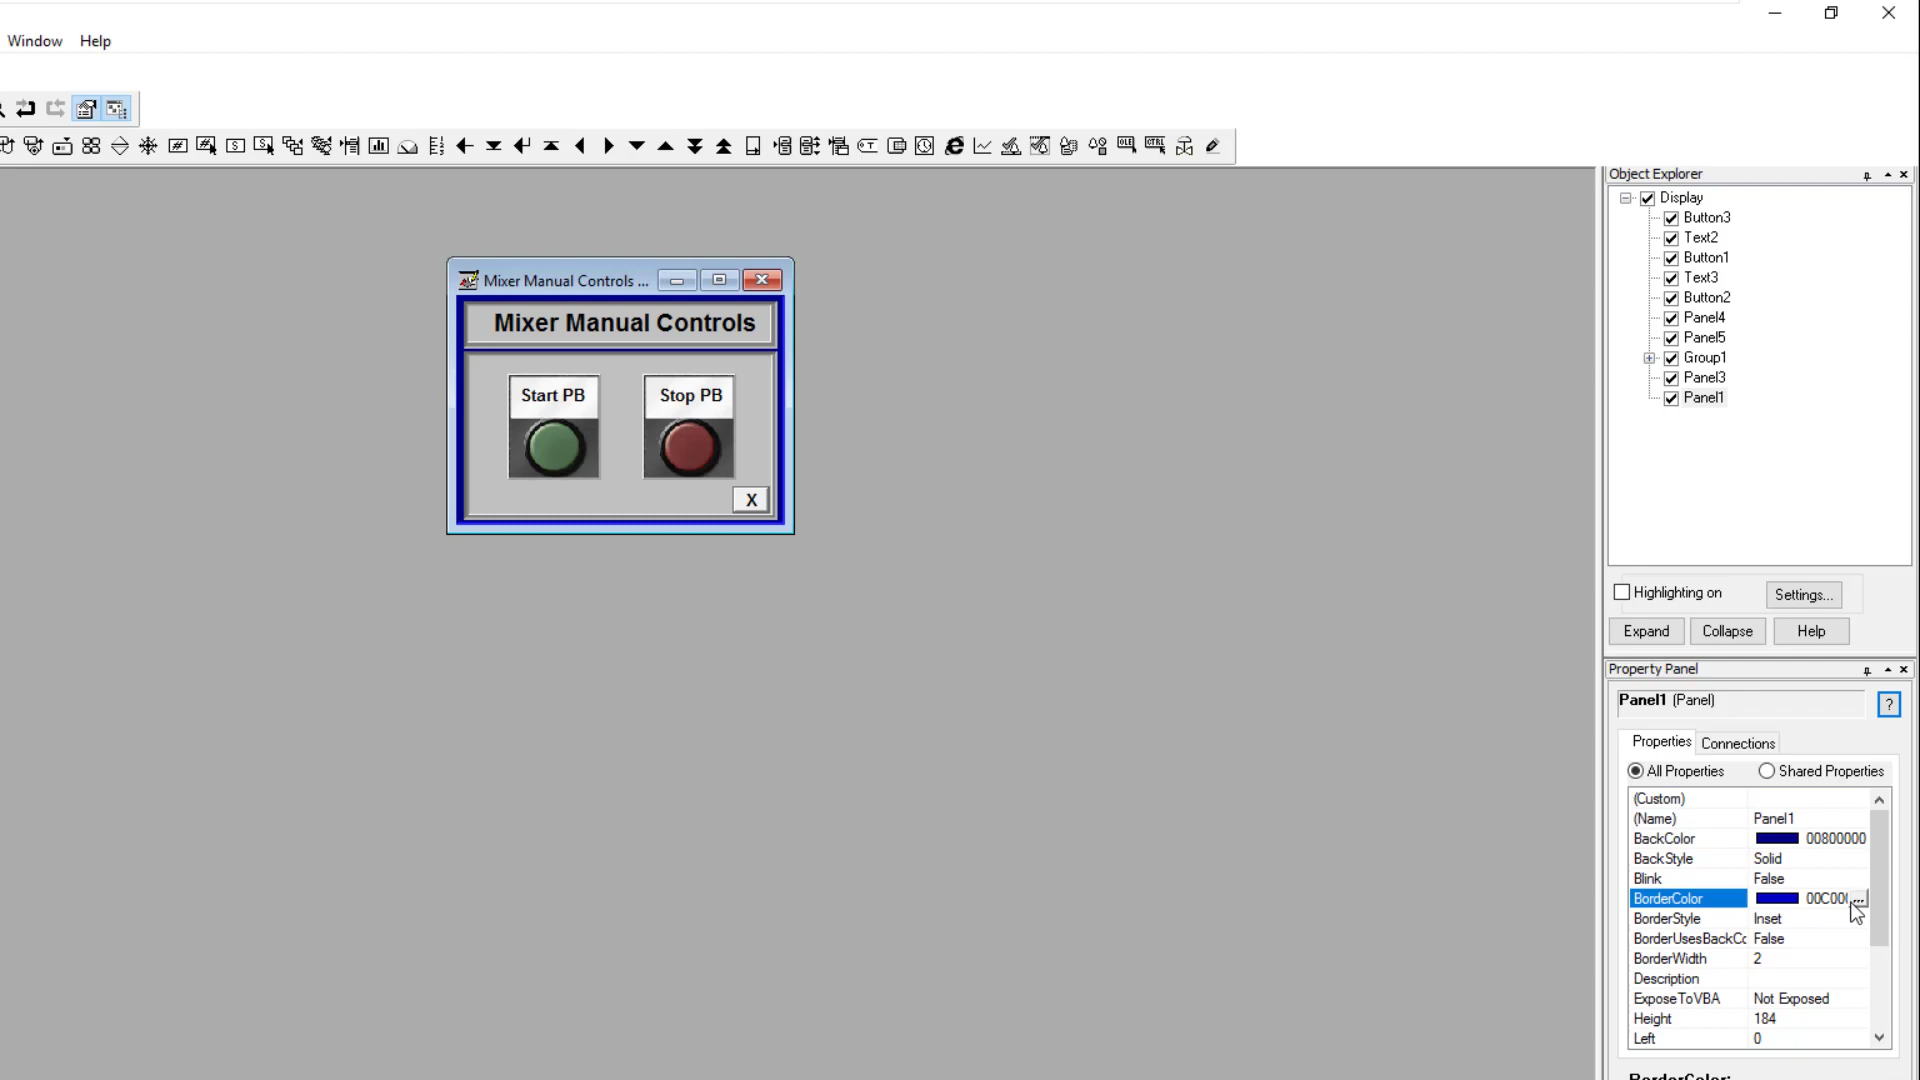 Window Help
Object Explorer
Display
Button3
Text2
Button1
Text3
Button2
Panel4
Panel5
Group1
Panel3
Panel1
Mixer Manual Controls ...
Mixer Manual Controls
Start PB Stop PB
X
Highlighting on Settings...
Expand Collapse Help
Property Panel
Panel1 (Panel) ?
Properties Connections
All Properties Shared Properties
(Custom)
(Name) Panel1
BackColor 00800000
BackStyle Solid
Blink False
BorderColor 00C00 ...
BorderStyle Inset
BorderUsesBackCo False
BorderWidth 2
Description
ExposeToVBA Not Exposed
Height 184
Left 0
BorderColor: